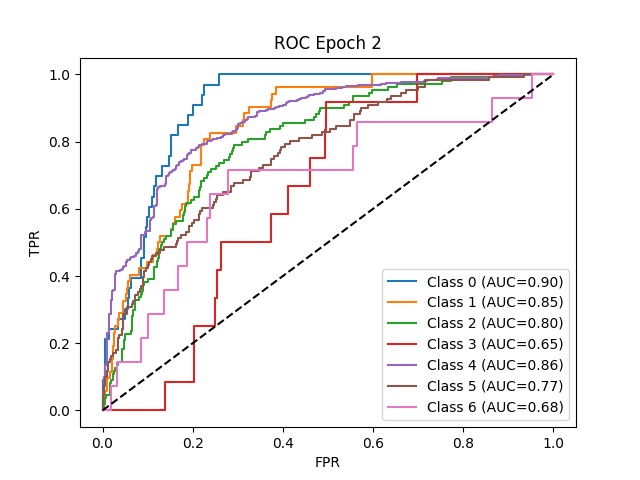 ROC Epoch 2
TPR
1.0
0.8
0.6
0.4
0.2
0.0
Class 0 (AUC=0.90)
Class 1 (AUC=0.85)
Class 2 (AUC=0.80)
Class 3 (AUC=0.65)
Class 4 (AUC=0.86)
Class 5 (AUC=0.77)
Class 6 (AUC=0.68)
0.0 0.2 0.4 0.6 0.8 1.0
FPR